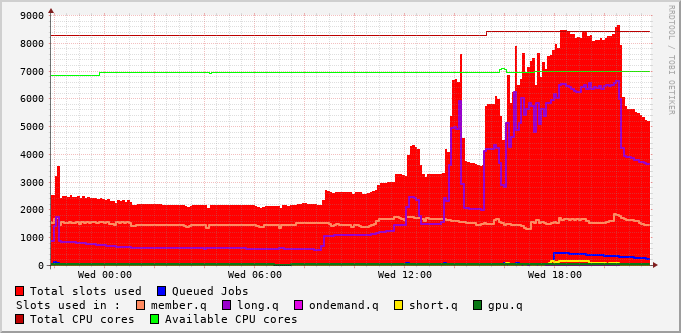 9000
8000
7000
6000
5000
4000
3000
2000
1000
0
Wed 00:00 Wed 06:00 Wed 12:00 Wed 18:00
RRDTOOL / TOBI OETIKER
Total slots used Queued Jobs
Slots used in : member.q long.q ondemand.q short.q gpu.q
Total CPU cores Available CPU cores